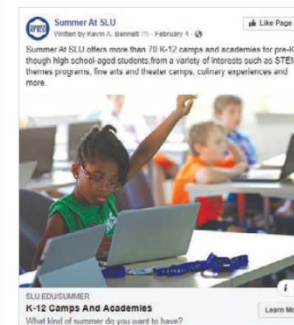 Summer At SLU
Like Page
Written by Kevin A. Bennett · February 4 ·
Summer At SLU offers more than 70 K-12 camps and academies for pre-K
though high school-aged students,from a variety of interests such as STEM
themes programs, fine arts and theater camps, culinary experiences and
more.
SLU.EDU/SUMMER
K-12 Camps And Academies
Learn Mo
What kind of summer do you want to have?